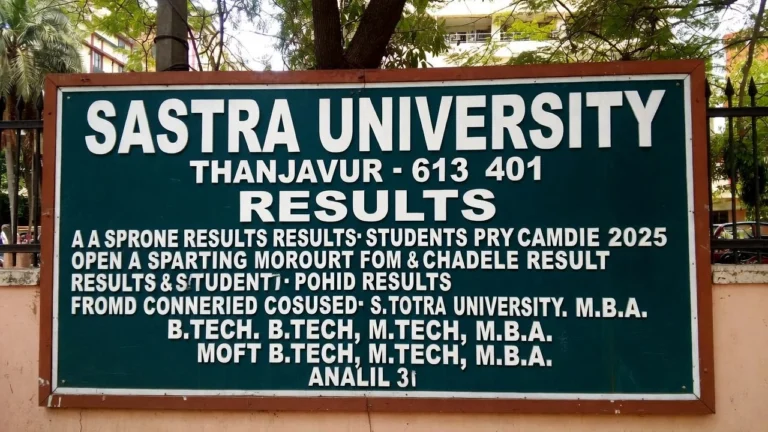 SASTRA UNIVERSITY
THANJAVUR - 613 401
RESULTS
A A SPRONE RESULTS RESULTS· STUDENTS PRY CAMDIE 2025
OPEN A SPARTING MOROURT FOM & CHADELE RESULT
RESULTS & STUDENTI · POHID RESULTS
FROMD CONNERIED COSUSED· S.TOTRA UNIVERSITY. M.B.A.
B.TECH. B.TECH, M.TECH, M.B.A.
MOFT B.TECH, M.TECH, M.B.A.
ANALIL 31